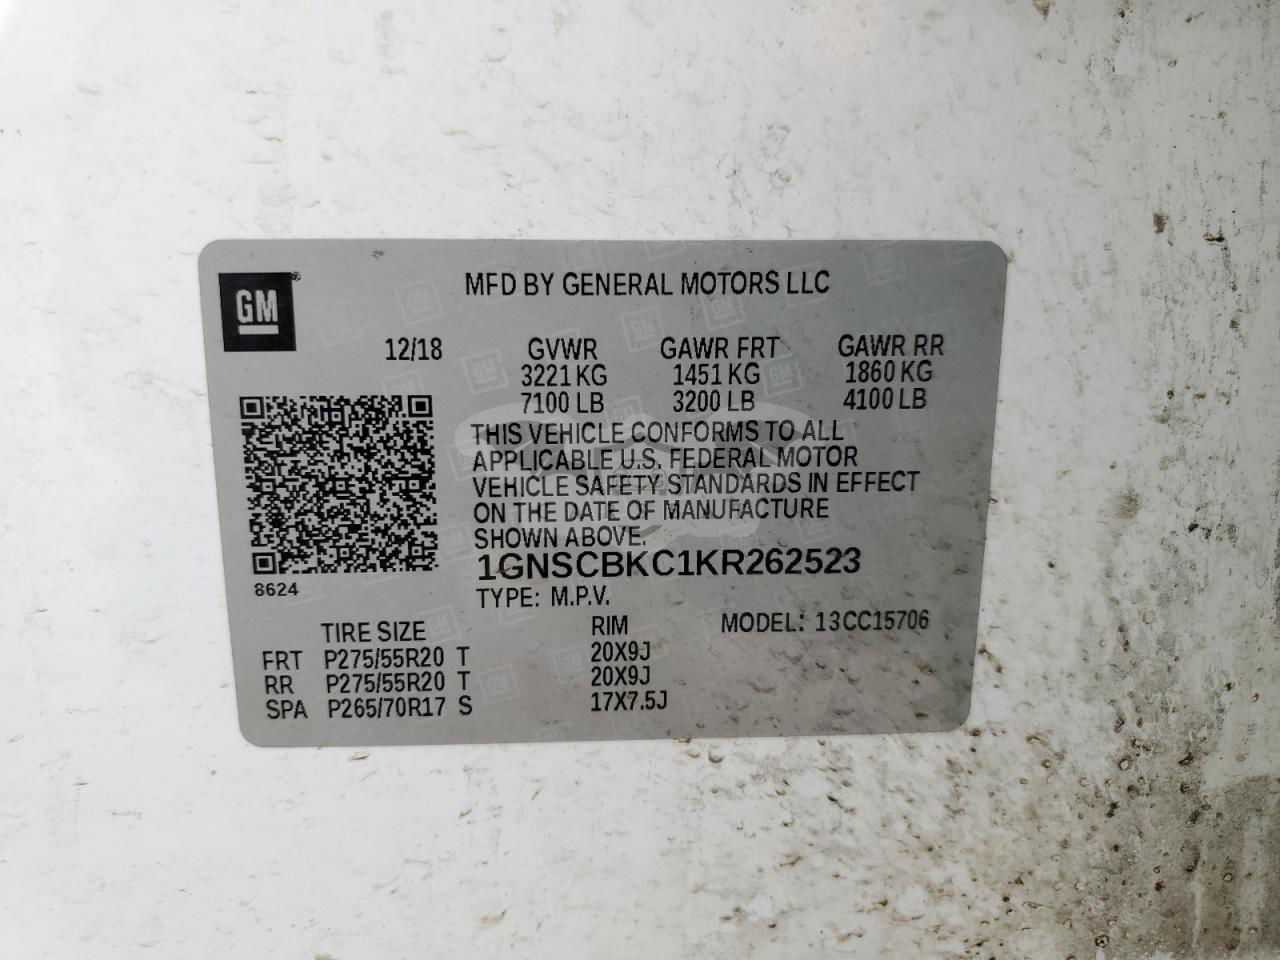 MFD BY GENERAL MOTORS LLC
GM
12/18 GVWR GAWR FRT GAWR RR
3221 KG 1451 KG 1860 KG
7100 LB 3200 LB 4100 LB
THIS VEHICLE CONFORMS TO ALL
APPLICABLE U.S. FEDERAL MOTOR
VEHICLE SAFETY STANDARDS IN EFFECT
ON THE DATE OF MANUFACTURE
SHOWN ABOVE.
1GNSCBKC1KR262523
8624
TYPE: M.P.V.
TIRE SIZE RIM MODEL: 13CC15706
FRT P275/55R20 T 20X9J
RR P275/55R20 T 20X9J
SPA P265/70R17 S 17X7.5J